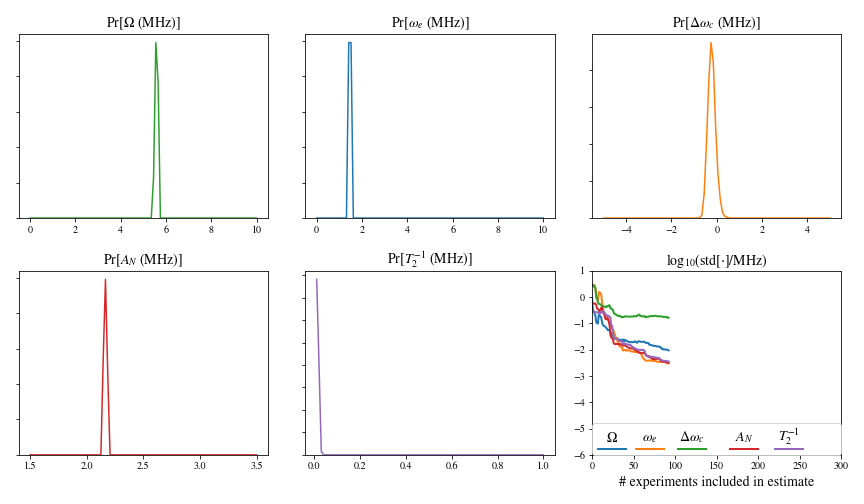 Pr[Ω (MHz)]
0 2 4 6 8 10
Pr[ωₑ (MHz)]
0 2 4 6 8 10
Pr[Δω_c (MHz)]
−4 −2 0 2 4
Pr[A_N (MHz)]
1.5 2.0 2.5 3.0 3.5
Pr[T₂⁻¹ (MHz)]
0.0 0.2 0.4 0.6 0.8 1.0
log₁₀(std[·]/MHz)
1
0
−1
−2
−3
−4
−5
−6
Ω ωₑ Δω_c A_N T₂⁻¹
0 50 100 150 200 250 300
# experiments included in estimate